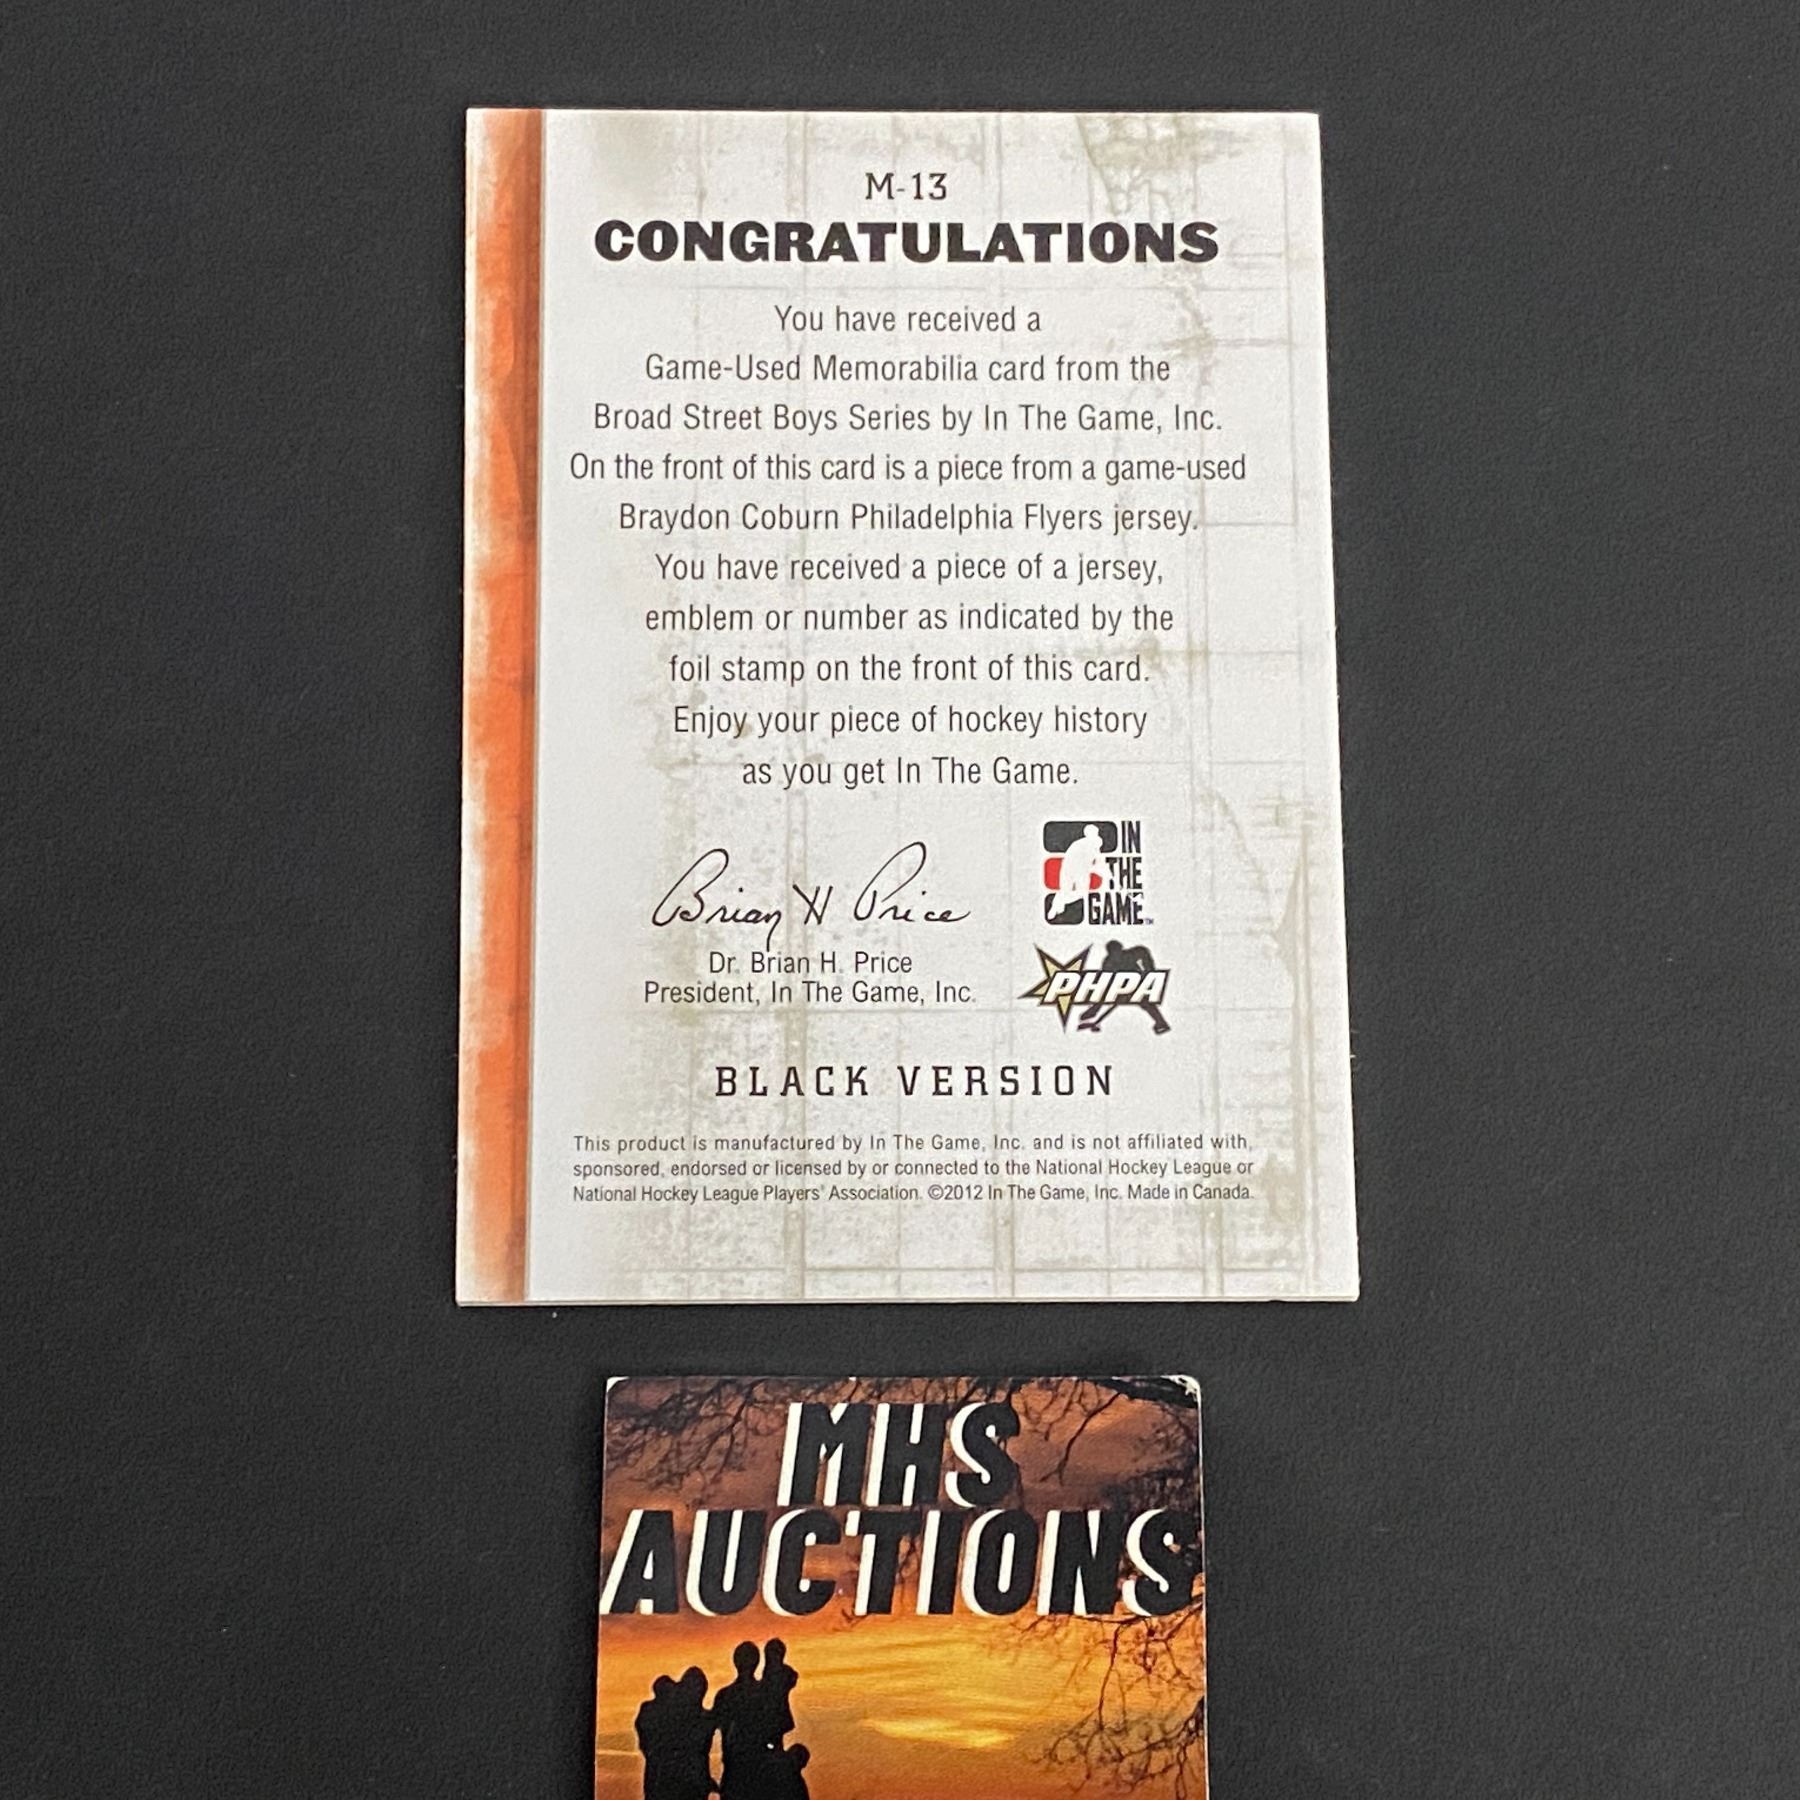 M-13
CONGRATULATIONS
You have received a
Game-Used Memorabilia card from the
Broad Street Boys Series by In The Game, Inc.
On the front of this card is a piece from a game-used
Braydon Coburn Philadelphia Flyers jersey.
You have received a piece of a jersey,
emblem or number as indicated by the
foil stamp on the front of this card.
Enjoy your piece of hockey history
as you get In The Game.
Brian H Price
Dr. Brian H. Price
President, In The Game, Inc.
IN
THE
GAME™
PHPA
BLACK VERSION
This product is manufactured by In The Game, Inc. and is not affiliated with,
sponsored, endorsed or licensed by or connected to the National Hockey League or
National Hockey League Players' Association. ©2012 In The Game, Inc. Made in Canada.
MHS
AUCTIONS